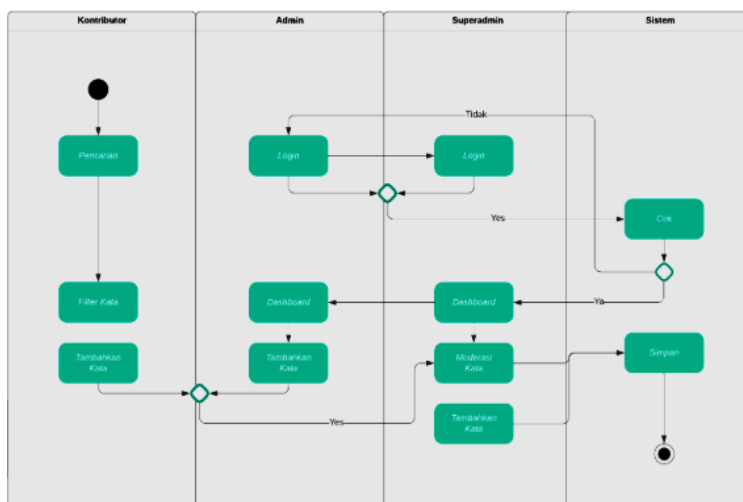 Kontributor Admin Superadmin Sistem
Tidak
Pencarian Login Login
Yes
Cek
Filter Kata Dashboard Dashboard
Ya
Tambahkan
Kata
Tambahkan
Kata
Moderasi
Kata
Simpan
Yes
Tambahkan
Kata